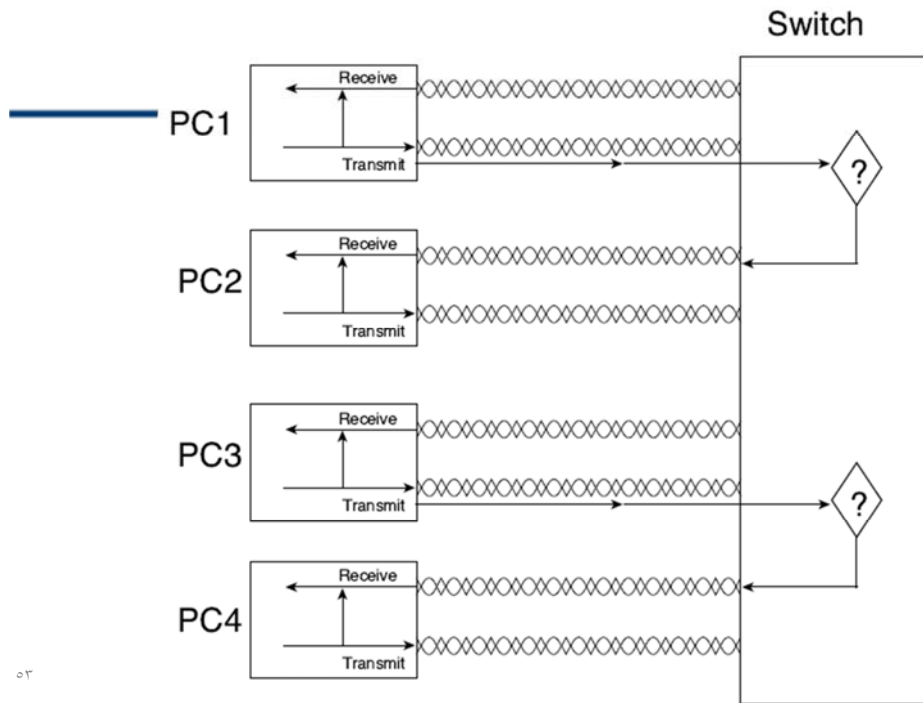 Switch
PC1
Receive
Transmit
?
PC2
Receive
Transmit
PC3
Receive
Transmit
?
PC4
Receive
Transmit
٥٣